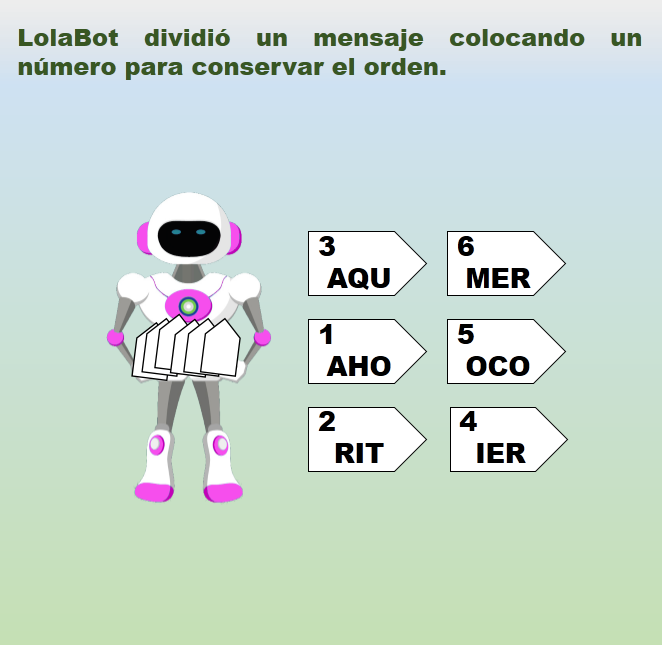 LolaBot dividió un mensaje colocando un
número para conservar el orden.
3
AQU
6
MER
1
AHO
5
OCO
2
RIT
4
IER